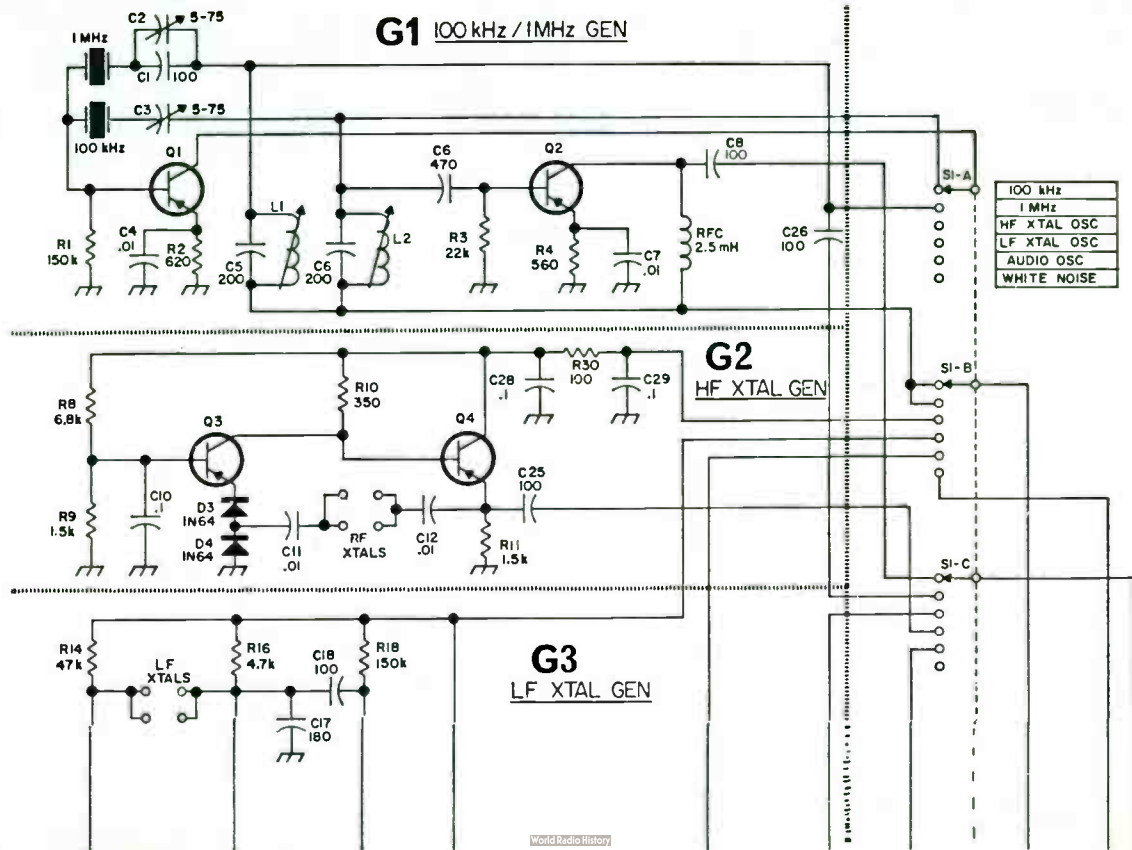 G1 100 kHz / 1MHz GEN
C2 5-75
1 MHz
C1 100
C3 5-75
100 kHz
Q1
R1
150k
C4
.01
R2
620
L1
C5
200
C6
200
L2
C6
470
Q2
R3
22k
R4
560
C7
.01
RFC
2.5mH
C8
100
C26
100
S1-A
100 kHz
1 MHz
HF XTAL OSC
LF XTAL OSC
AUDIO OSC
WHITE NOISE
G2
HF XTAL GEN
R8
6.8k
R9
1.5k
C10
.1
Q3
D3
1N64
D4
1N64
R10
350
C11
.01
RF
XTALS
C12
.01
Q4
R11
1.5k
C25
100
C28
.1
R30
100
C29
.1
S1-B
S1-C
G3
LF XTAL GEN
R14
47k
LF
XTALS
R16
4.7k
C17
180
C18
100
R18
150k
World Radio History